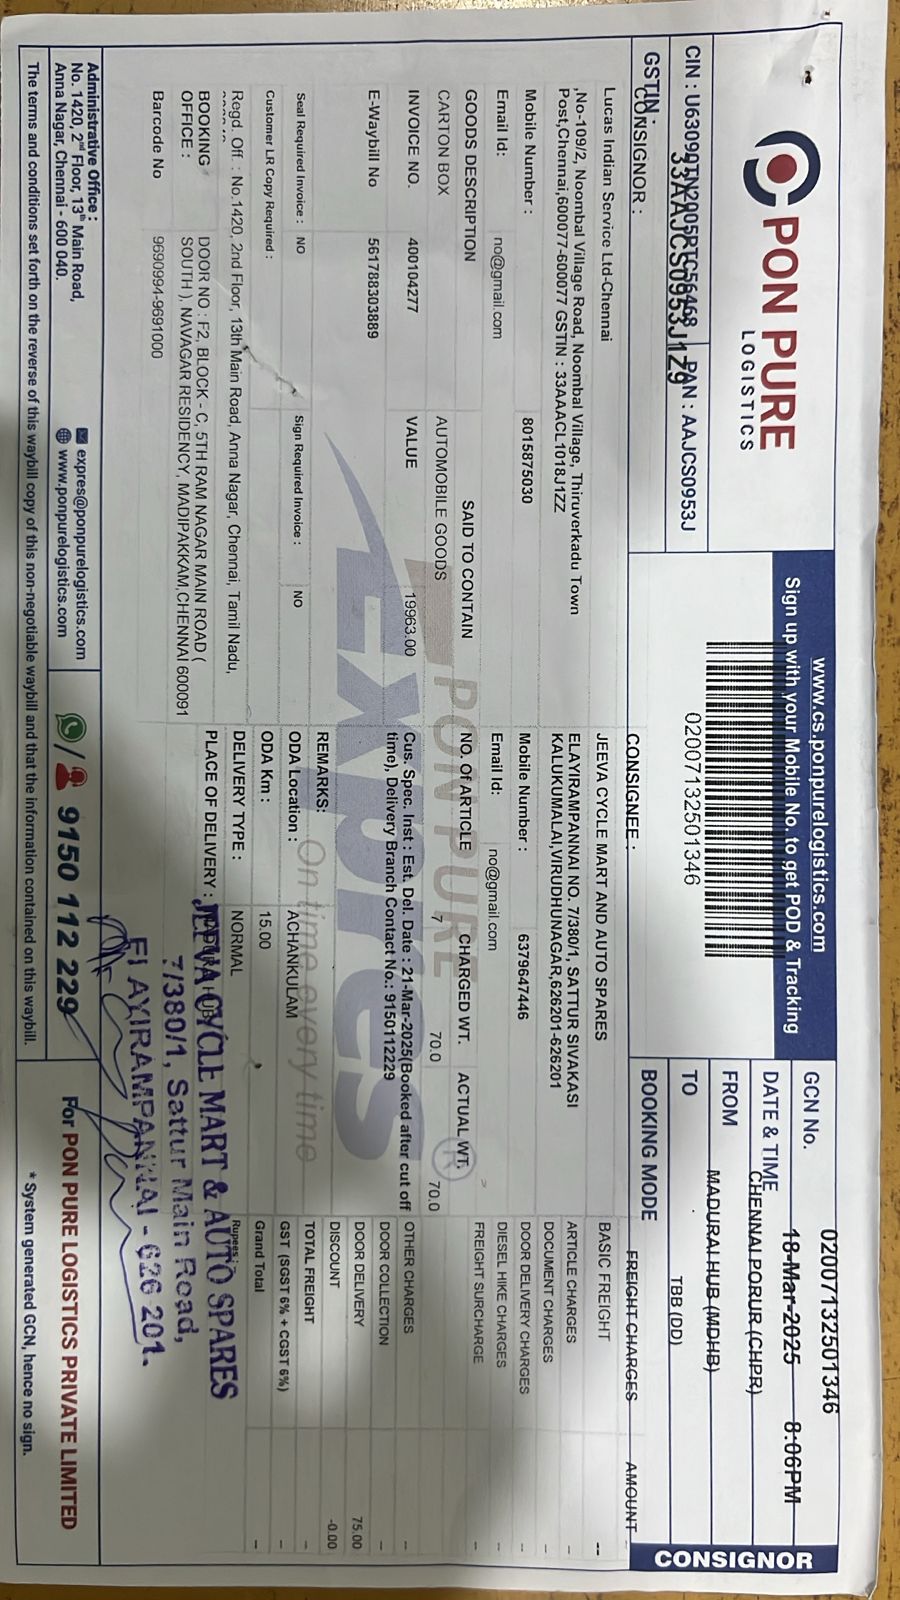 PON PURE
LOGISTICS
CIN : U63090TN2005PTC56468 PAN : AAJCS0953J
GSTIN : 33AAJCS0953J1Z9
www.cs.ponpurelogistics.com
Sign up with your Mobile No. to get POD & Tracking
02007132501346
GCN No. 02007132501346
DATE & TIME 18-Mar-2025 8:06PM
FROM CHENNAI PORUR (CHPR)
TO MADURAI HUB (MDHB)
BOOKING MODE TBB (DD)
CONSIGNOR
CONSIGNOR :
Lucas Indian Service Ltd-Chennai
,No-109/2, Noombal Village Road, Noombal Village, Thiruverkadu Town
Post,Chennai,600077-600077 GSTIN : 33AAACL1018J1ZZ
Mobile Number : 8015875030
Email Id: no@gmail.com
CONSIGNEE :
JEEVA CYCLE MART AND AUTO SPARES
ELAYIRAMPANNAI NO. 7/380/1, SATTUR SIVAKASI
KALUKUMALAI,VIRUDHUNAGAR,626201-626201
Mobile Number : 6379647446
Email Id: no@gmail.com
GOODS DESCRIPTION SAID TO CONTAIN NO. Of ARTICLE CHARGED WT. ACTUAL WT.
CARTON BOX AUTOMOBILE GOODS 7 70.0 70.0
INVOICE NO. 400104277 VALUE 19963.00
E-Waybill No 561788303889
Cus. Spec. Inst : Est. Del. Date : 21-Mar-2025(Booked after cut off
time), Delivery Branch Contact No.: 9150112229
Seal Required Invoice : NO Sign Required Invoice : NO
Customer LR Copy Required :
REMARKS:
ODA Location : ACHANKULAM
ODA Km : 15.00
DELIVERY TYPE : NORMAL
PLACE OF DELIVERY :
Regd. Off : No.1420, 2nd Floor, 13th Main Road, Anna Nagar, Chennai, Tamil Nadu,
BOOKING OFFICE : DOOR NO : F2, BLOCK - C, 5TH RAM NAGAR MAIN ROAD (
SOUTH ), NAVAGAR RESIDENCY, MADIPAKKAM,CHENNAI 600091
Barcode No 9690994-9691000
FREIGHT CHARGES AMOUNT
BASIC FREIGHT --
ARTICLE CHARGES --
DOCUMENT CHARGES --
DOOR DELIVERY CHARGES --
DIESEL HIKE CHARGES --
FREIGHT SURCHARGE --
OTHER CHARGES --
DOOR COLLECTION --
DOOR DELIVERY 75.00
DISCOUNT -0.00
TOTAL FREIGHT --
GST (SGST 6% + CGST 6%) --
Grand Total --
Rupees :
PON PURE
Expres
On time every time
JEEVA CYCLE MART & AUTO SPARES
7/380/1, Sattur Main Road,
ELAYIRAMPANNAI - 626 201.
Administrative Office :
No. 1420, 2nd Floor, 13th Main Road,
Anna Nagar, Chennai - 600 040.
expres@ponpurelogistics.com
www.ponpurelogistics.com
9150 112 229
For PON PURE LOGISTICS PRIVATE LIMITED
The terms and conditions set forth on the reverse of this waybill copy of this non-negotiable waybill and that the information contained on this waybill.
* System generated GCN, hence no sign.